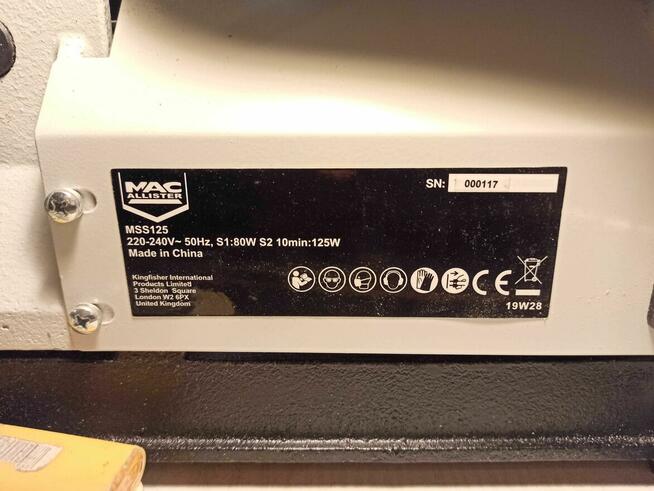 MAC
ALLISTER
SN: 000117
MSS125
220-240V~ 50Hz, S1:80W S2 10min:125W
Made in China
Kingfisher International
Products Limited
3 Sheldon Square
London W2 6PX
United Kingdom
CE
19W28